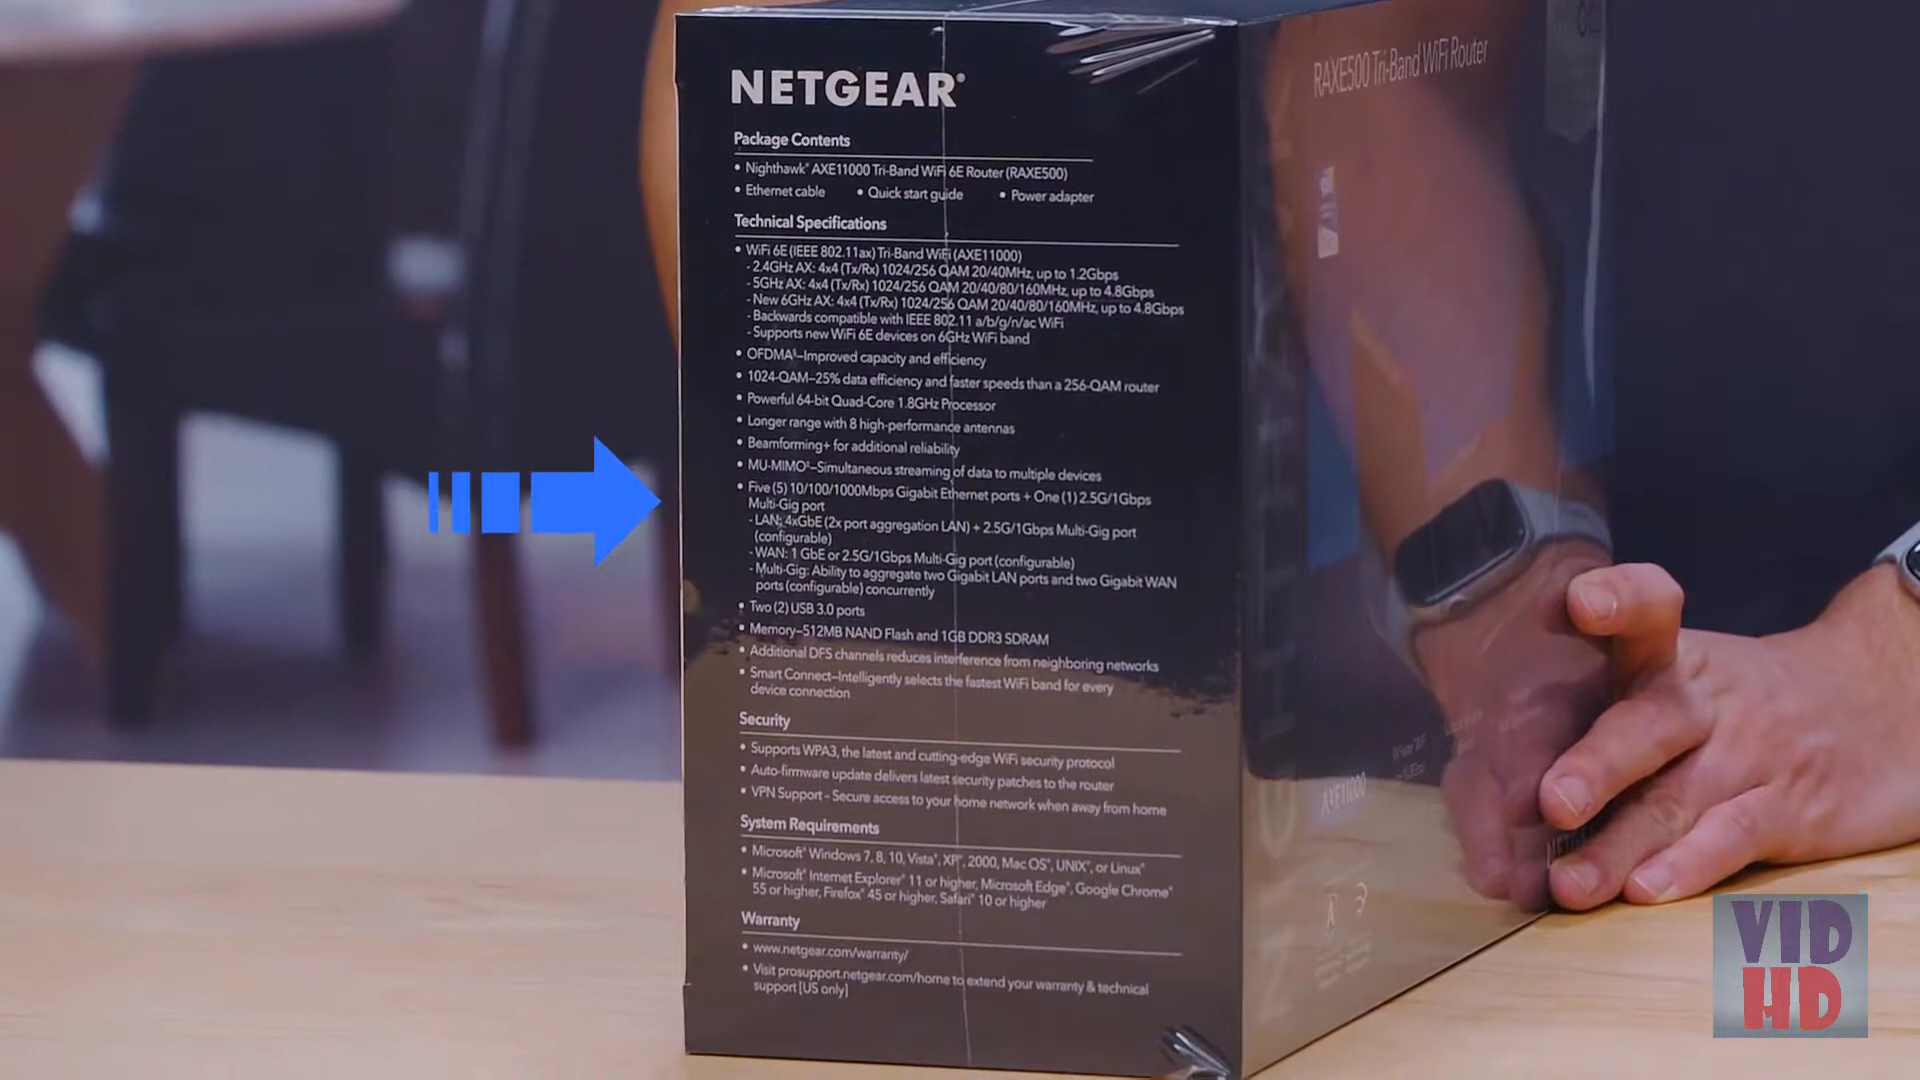 NETGEAR®
Package Contents
• Nighthawk® AXE11000 Tri-Band WiFi 6E Router (RAXE500)
• Ethernet cable • Quick start guide • Power adapter
Technical Specifications
• WiFi 6E (IEEE 802.11ax) Tri-Band WiFi (AXE11000)
- 2.4GHz AX: 4x4 (Tx/Rx) 1024/256 QAM 20/40MHz, up to 1.2Gbps
- 5GHz AX: 4x4 (Tx/Rx) 1024/256 QAM 20/40/80/160MHz, up to 4.8Gbps
- New 6GHz AX: 4x4 (Tx/Rx) 1024/256 QAM 20/40/80/160MHz, up to 4.8Gbps
- Backwards compatible with IEEE 802.11 a/b/g/n/ac WiFi
- Supports new WiFi 6E devices on 6GHz WiFi band
• OFDMA§–Improved capacity and efficiency
• 1024-QAM–25% data efficiency and faster speeds than a 256-QAM router
• Powerful 64-bit Quad-Core 1.8GHz Processor
• Longer range with 8 high-performance antennas
• Beamforming+ for additional reliability
• MU-MIMO‡–Simultaneous streaming of data to multiple devices
• Five (5) 10/100/1000Mbps Gigabit Ethernet ports + One (1) 2.5G/1Gbps
Multi-Gig port
- LAN: 4xGbE (2x port aggregation LAN) + 2.5G/1Gbps Multi-Gig port
(configurable)
- WAN: 1 GbE or 2.5G/1Gbps Multi-Gig port (configurable)
- Multi-Gig: Ability to aggregate two Gigabit LAN ports and two Gigabit WAN
ports (configurable) concurrently
• Two (2) USB 3.0 ports
• Memory–512MB NAND Flash and 1GB DDR3 SDRAM
• Additional DFS channels reduces interference from neighboring networks
• Smart Connect–Intelligently selects the fastest WiFi band for every
device connection
Security
• Supports WPA3, the latest and cutting-edge WiFi security protocol
• Auto-firmware update delivers latest security patches to the router
• VPN Support – Secure access to your home network when away from home
System Requirements
• Microsoft® Windows 7, 8, 10, Vista®, XP®, 2000, Mac OS®, UNIX®, or Linux®
• Microsoft® Internet Explorer® 11 or higher, Microsoft Edge®, Google Chrome®
55 or higher, Firefox® 45 or higher, Safari® 10 or higher
Warranty
• www.netgear.com/warranty/
• Visit prosupport.netgear.com/home to extend your warranty & technical
support [US only]
RAXE500 Tri-Band WiFi Router
AXE11000
VID
HD